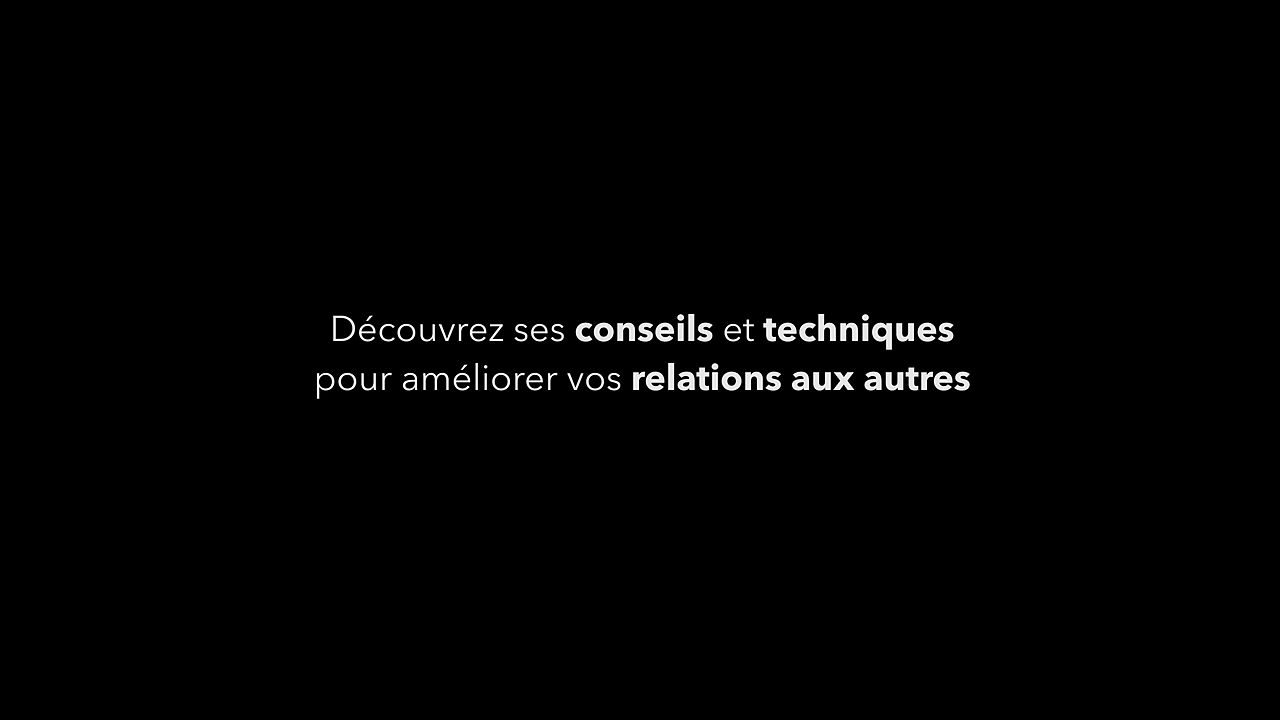 Découvrez ses conseils et techniques
pour améliorer vos relations aux autres